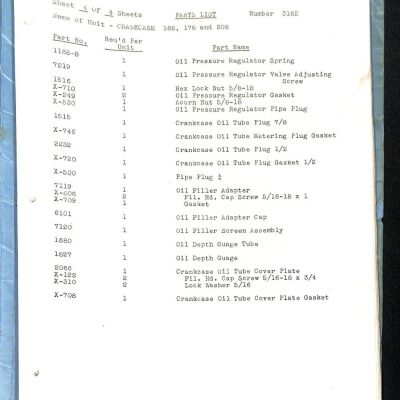 Sheet 4 of 4 Sheets PARTS LIST Number 3182
Name of Unit - CRANKCASE 165, 175 and 205
Part No. Req'd Per Unit Part Name
1165-B 1 Oil Pressure Regulator Spring
7219 1 Oil Pressure Regulator Valve Adjusting Screw
1516 1 Hex Lock Nut 5/8-18
X-710 2 Oil Pressure Regulator Gasket
X-249 1 Acorn Nut 5/8-18
X-530 1 Oil Pressure Regulator Pipe Plug
1515 1 Crankcase Oil Tube Plug 7/8
X-746 1 Crankcase Oil Tube Metering Plug Gasket
2232 1 Crankcase Oil Tube Plug 1/2
X-720 1 Crankcase Oil Tube Plug Gasket 1/2
X-500 1 Pipe Plug
7119 1 Oil Filler Adapter
X-606 2 Fil. Hd. Cap Screw 5/16-18 x 1
X-709 1 Gasket
6101 1 Oil Filler Adapter Cap
7120 1 Oil Filler Screen Assembly
1680 1 Oil Depth Guage Tube
1827 1 Oil Depth Guage
2066 1 Crankcase Oil Tube Cover Plate
X-122 2 Fil. Hd. Cap Screw 5/16-18 x 3/4
X-310 2 Lock Washer 5/16
X-708 1 Crankcase Oil Tube Cover Plate Gasket